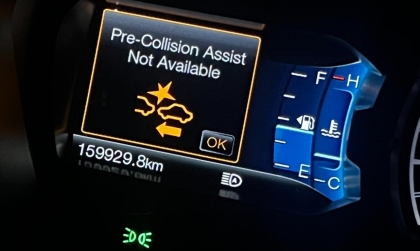 Pre-Collision Assist
Not Available
OK
159929.8km
F
H
E
C
A